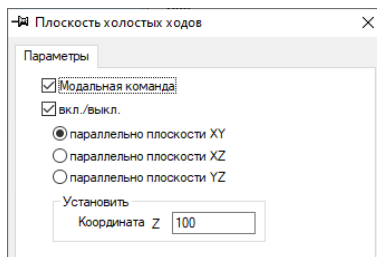 Плоскость холостых ходов
Параметры
Модальная команда
вкл./выкл.
параллельно плоскости XY
параллельно плоскости XZ
параллельно плоскости YZ
Установить
Координата Z 100